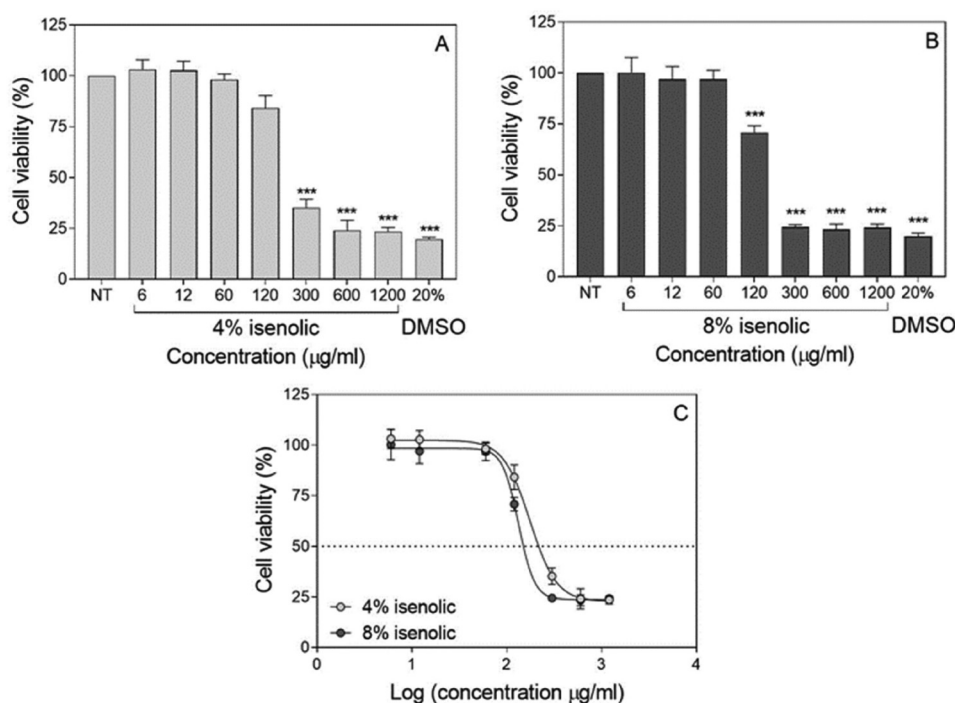 A
Cell viability (%)
125
100
75
50
25
0
*** *** *** ***
NT 6 12 60 120 300 600 1200 20%
4% isenolic DMSO
Concentration (µg/ml)
B
Cell viability (%)
125
100
75
50
25
0
*** *** *** *** ***
NT 6 12 60 120 300 600 1200 20%
8% isenolic DMSO
Concentration (µg/ml)
C
Cell viability (%)
125
100
75
50
25
0
4% isenolic
8% isenolic
0 1 2 3 4
Log (concentration µg/ml)